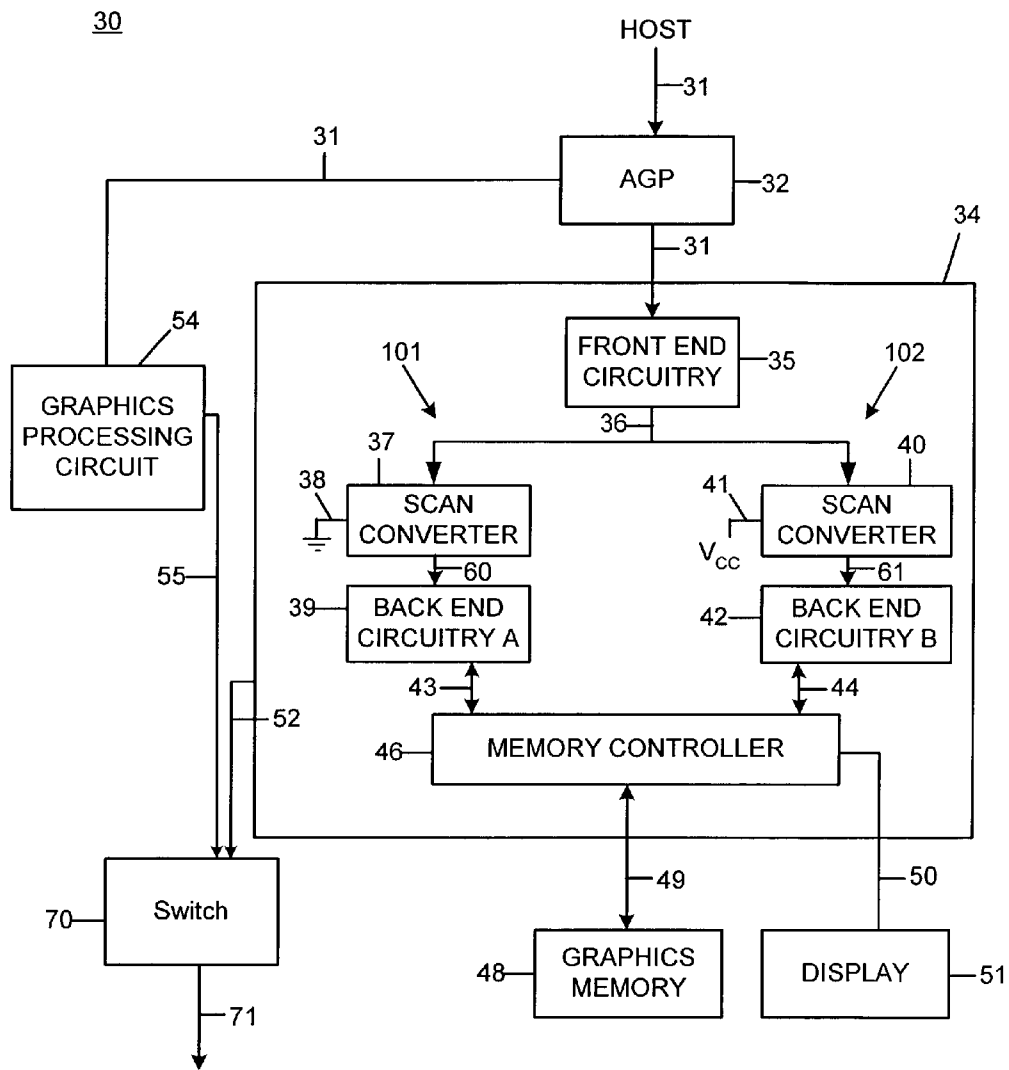 30
HOST
31
31
AGP
32
31
34
54
GRAPHICS
PROCESSING
CIRCUIT
FRONT END
CIRCUITRY
35
101
102
36
37
40
38
SCAN
CONVERTER
41
VCC
SCAN
CONVERTER
55
60
61
39
BACK END
CIRCUITRY A
42
BACK END
CIRCUITRY B
43
44
52
46
MEMORY CONTROLLER
49
50
70
Switch
48
GRAPHICS
MEMORY
DISPLAY
51
71